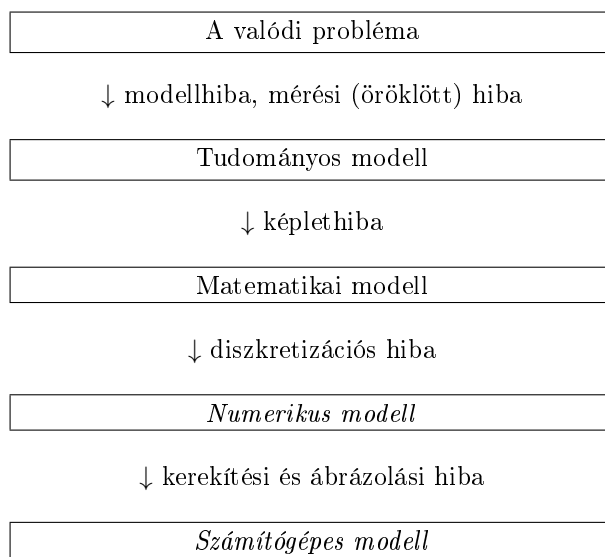 A valódi probléma
↓ modellhiba, mérési (öröklött) hiba
Tudományos modell
↓ képlethiba
Matematikai modell
↓ diszkretizációs hiba
Numerikus modell
↓ kerekítési és ábrázolási hiba
Számítógépes modell